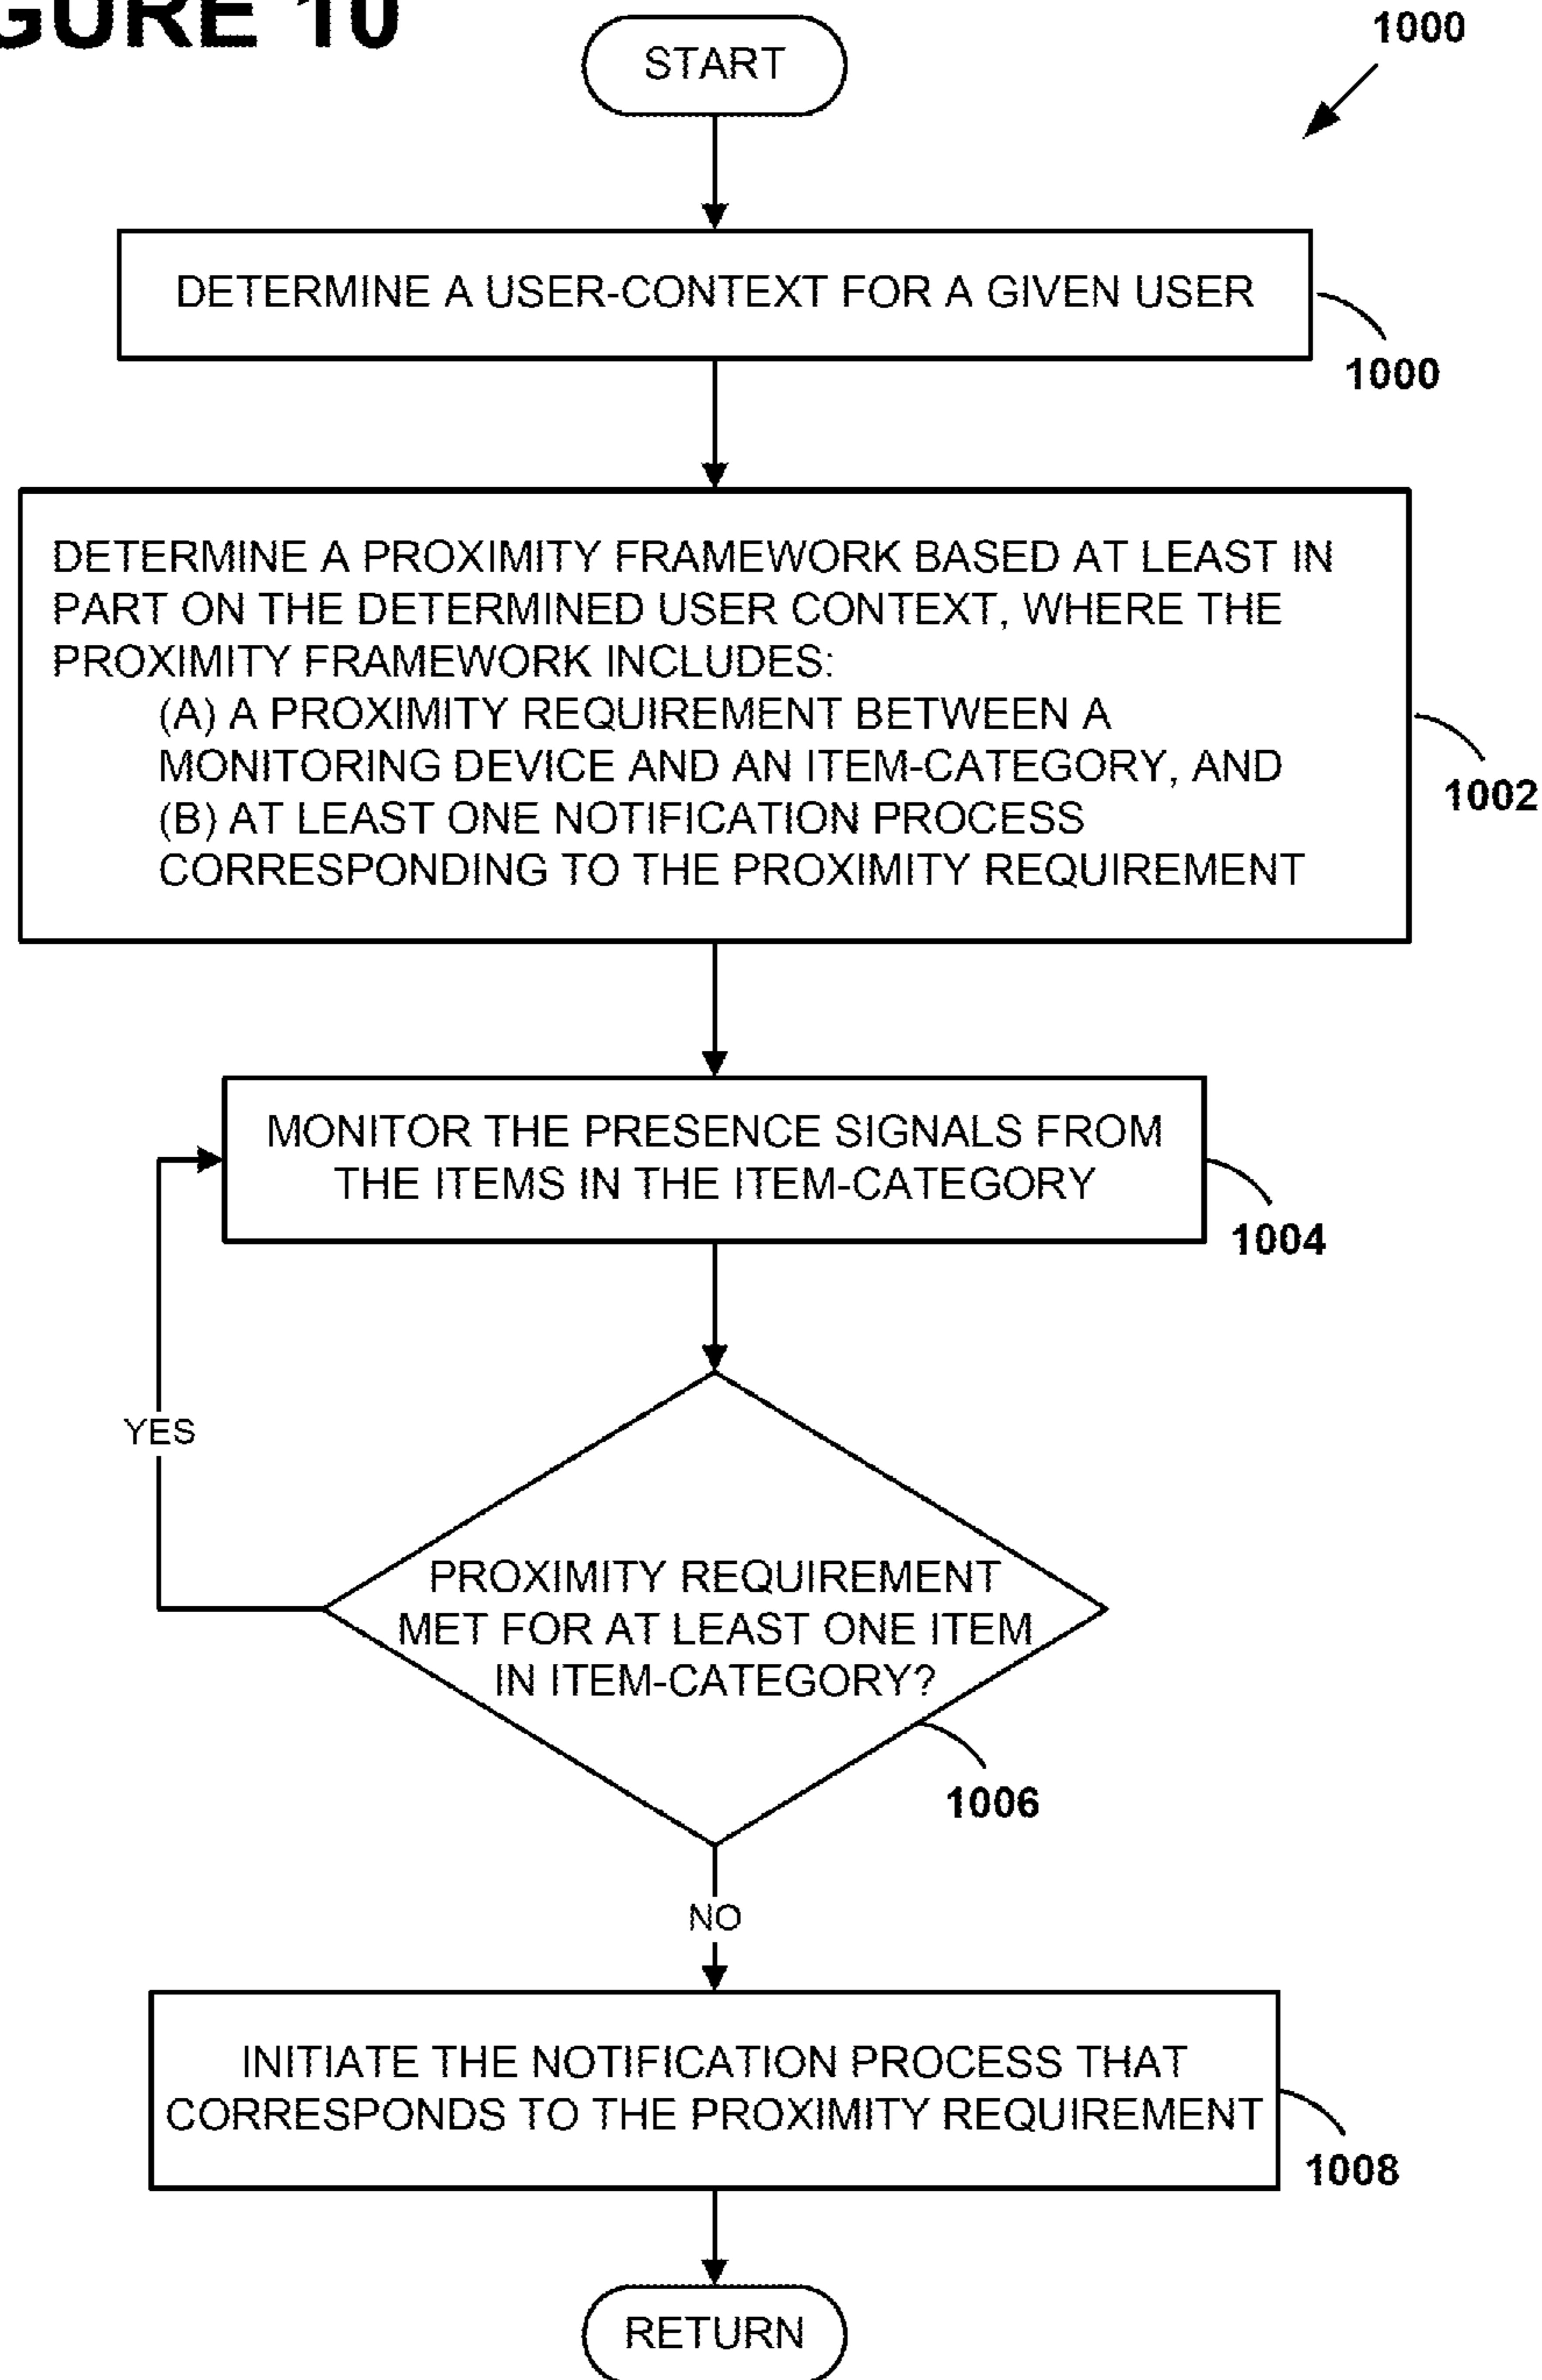 GURE 10
1000
START
DETERMINE A USER-CONTEXT FOR A GIVEN USER
1000
DETERMINE A PROXIMITY FRAMEWORK BASED AT LEAST IN
PART ON THE DETERMINED USER CONTEXT, WHERE THE
PROXIMITY FRAMEWORK INCLUDES:
(A) A PROXIMITY REQUIREMENT BETWEEN A
MONITORING DEVICE AND AN ITEM-CATEGORY, AND
(B) AT LEAST ONE NOTIFICATION PROCESS
CORRESPONDING TO THE PROXIMITY REQUIREMENT
1002
MONITOR THE PRESENCE SIGNALS FROM
THE ITEMS IN THE ITEM-CATEGORY
1004
YES
PROXIMITY REQUIREMENT
MET FOR AT LEAST ONE ITEM
IN ITEM-CATEGORY?
1006
NO
INITIATE THE NOTIFICATION PROCESS THAT
CORRESPONDS TO THE PROXIMITY REQUIREMENT
1008
RETURN